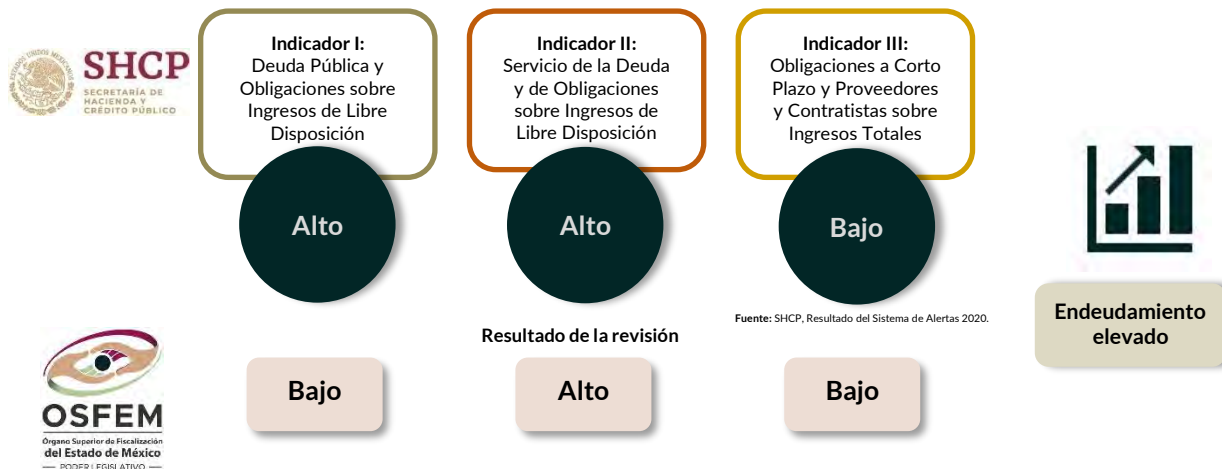 SHCP
SECRETARÍA DE
HACIENDA Y
CRÉDITO PÚBLICO
Indicador I:
Deuda Pública y
Obligaciones sobre
Ingresos de Libre
Disposición
Alto
Indicador II:
Servicio de la Deuda
y de Obligaciones
sobre Ingresos de
Libre Disposición
Alto
Indicador III:
Obligaciones a Corto
Plazo y Proveedores
y Contratistas sobre
Ingresos Totales
Bajo
Fuente: SHCP, Resultado del Sistema de Alertas 2020.
Endeudamiento
elevado
Resultado de la revisión
OSFEM
Órgano Superior de Fiscalización
del Estado de México
PODER LEGISLATIVO
Bajo
Alto
Bajo